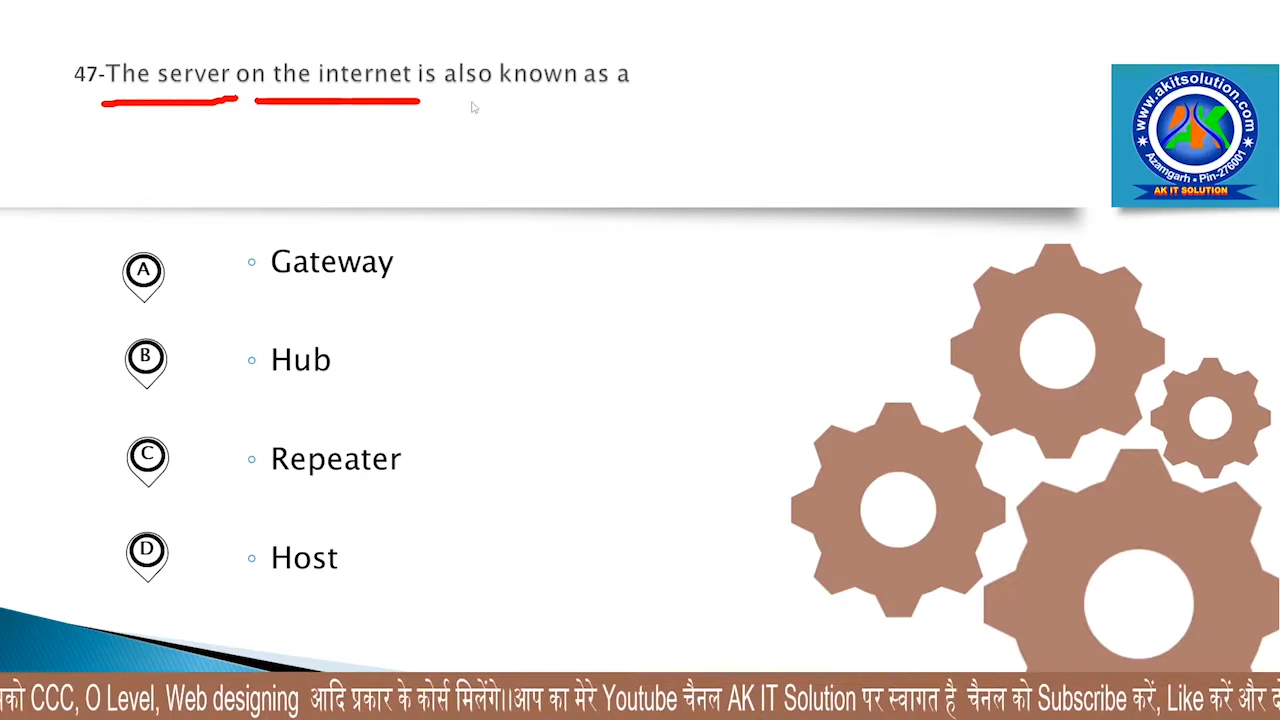 47-The server on the internet is also known as a
www.akitsolution.com
AK
Azamgarh • Pin-276001
AK IT SOLUTION
A
Gateway
B
Hub
C
Repeater
D
Host
CCC, O Level, Web designing आदि प्रकार के कोर्स मिलेंगे।।आप का मेरे Youtube चैनल AK IT Solution पर स्वागत है चैनल को Subscribe करें, Like करें और